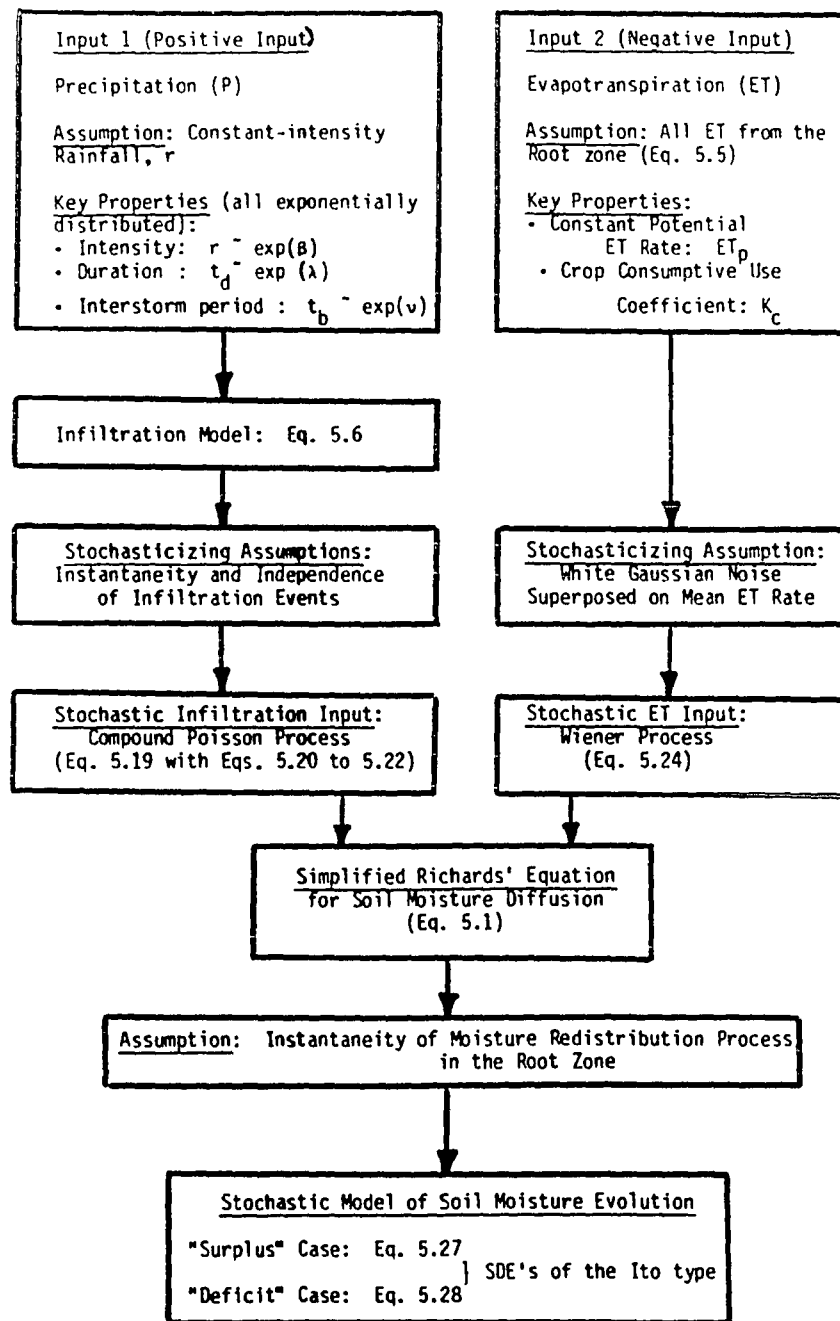 Input 1 (Positive Input)
Precipitation (P)
Assumption: Constant-intensity
Rainfall, r
Key Properties (all exponentially
distributed):
• Intensity: r ~ exp(β)
• Duration : t_d ~ exp (λ)
• Interstorm period : t_b ~ exp(ν)
Input 2 (Negative Input)
Evapotranspiration (ET)
Assumption: All ET from the
Root zone (Eq. 5.5)
Key Properties:
• Constant Potential
ET Rate: ET_p
• Crop Consumptive Use
Coefficient: K_c
Infiltration Model: Eq. 5.6
Stochasticizing Assumptions:
Instantaneity and Independence
of Infiltration Events
Stochasticizing Assumption:
White Gaussian Noise
Superposed on Mean ET Rate
Stochastic Infiltration Input:
Compound Poisson Process
(Eq. 5.19 with Eqs. 5.20 to 5.22)
Stochastic ET Input:
Wiener Process
(Eq. 5.24)
Simplified Richards' Equation
for Soil Moisture Diffusion
(Eq. 5.1)
Assumption: Instantaneity of Moisture Redistribution Process
in the Root Zone
Stochastic Model of Soil Moisture Evolution
"Surplus" Case: Eq. 5.27
} SDE's of the Ito type
"Deficit" Case: Eq. 5.28